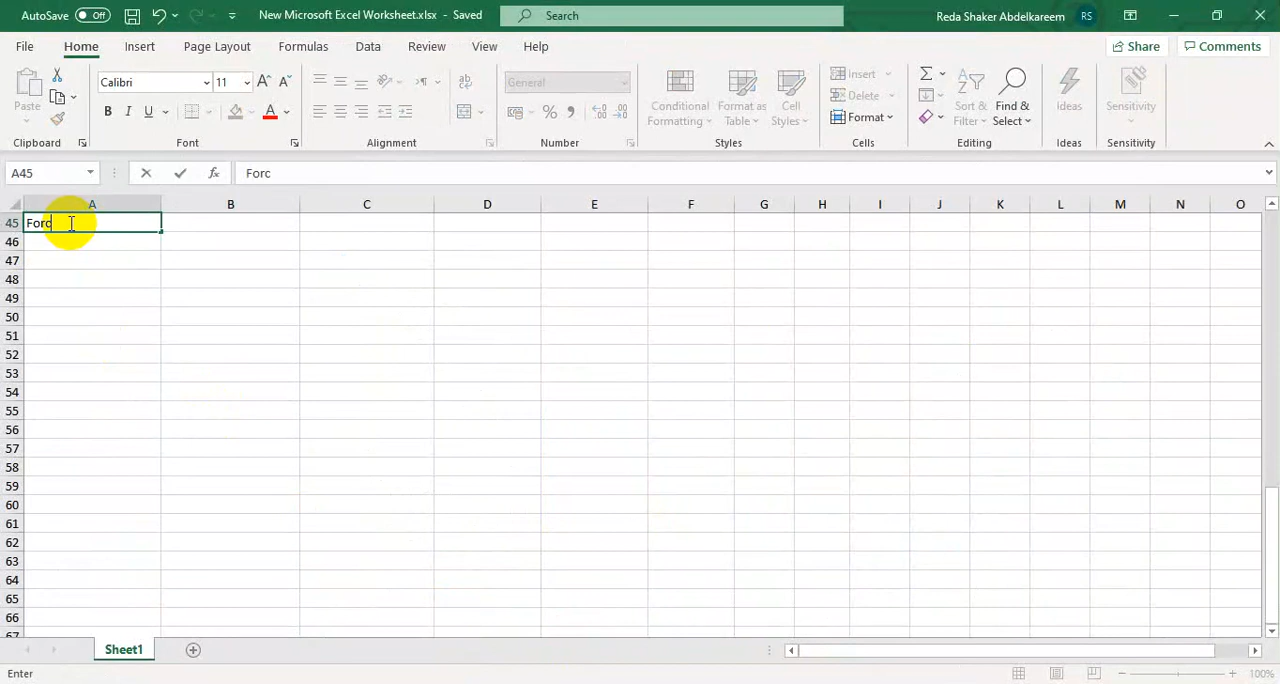 AutoSave Off New Microsoft Excel Worksheet.xlsx - Saved Search Reda Shaker Abdelkareem RS
File Home Insert Page Layout Formulas Data Review View Help Share Comments
Paste Calibri 11 General Conditional Formatting Format as Table Cell Styles Insert Delete Format Sort & Filter Find & Select Ideas Sensitivity
Clipboard Font Alignment Number Styles Cells Editing Ideas Sensitivity
A45 fx Forc
A B C D E F G H I J K L M N O
45 Forc
46
47
48
49
50
51
52
53
54
55
56
57
58
59
60
61
62
63
64
65
66
67
Sheet1
Enter 100%